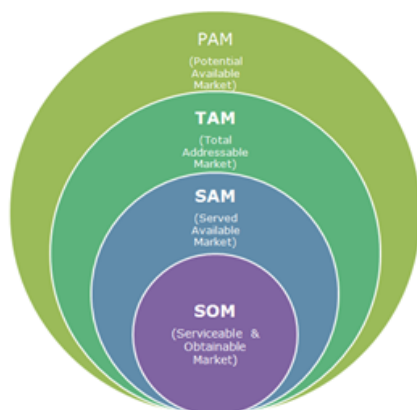 PAM
(Potential
Available
Market)
TAM
(Total
Addressable
Market)
SAM
(Served
Available
Market)
SOM
(Serviceable &
Obtainable
Market)